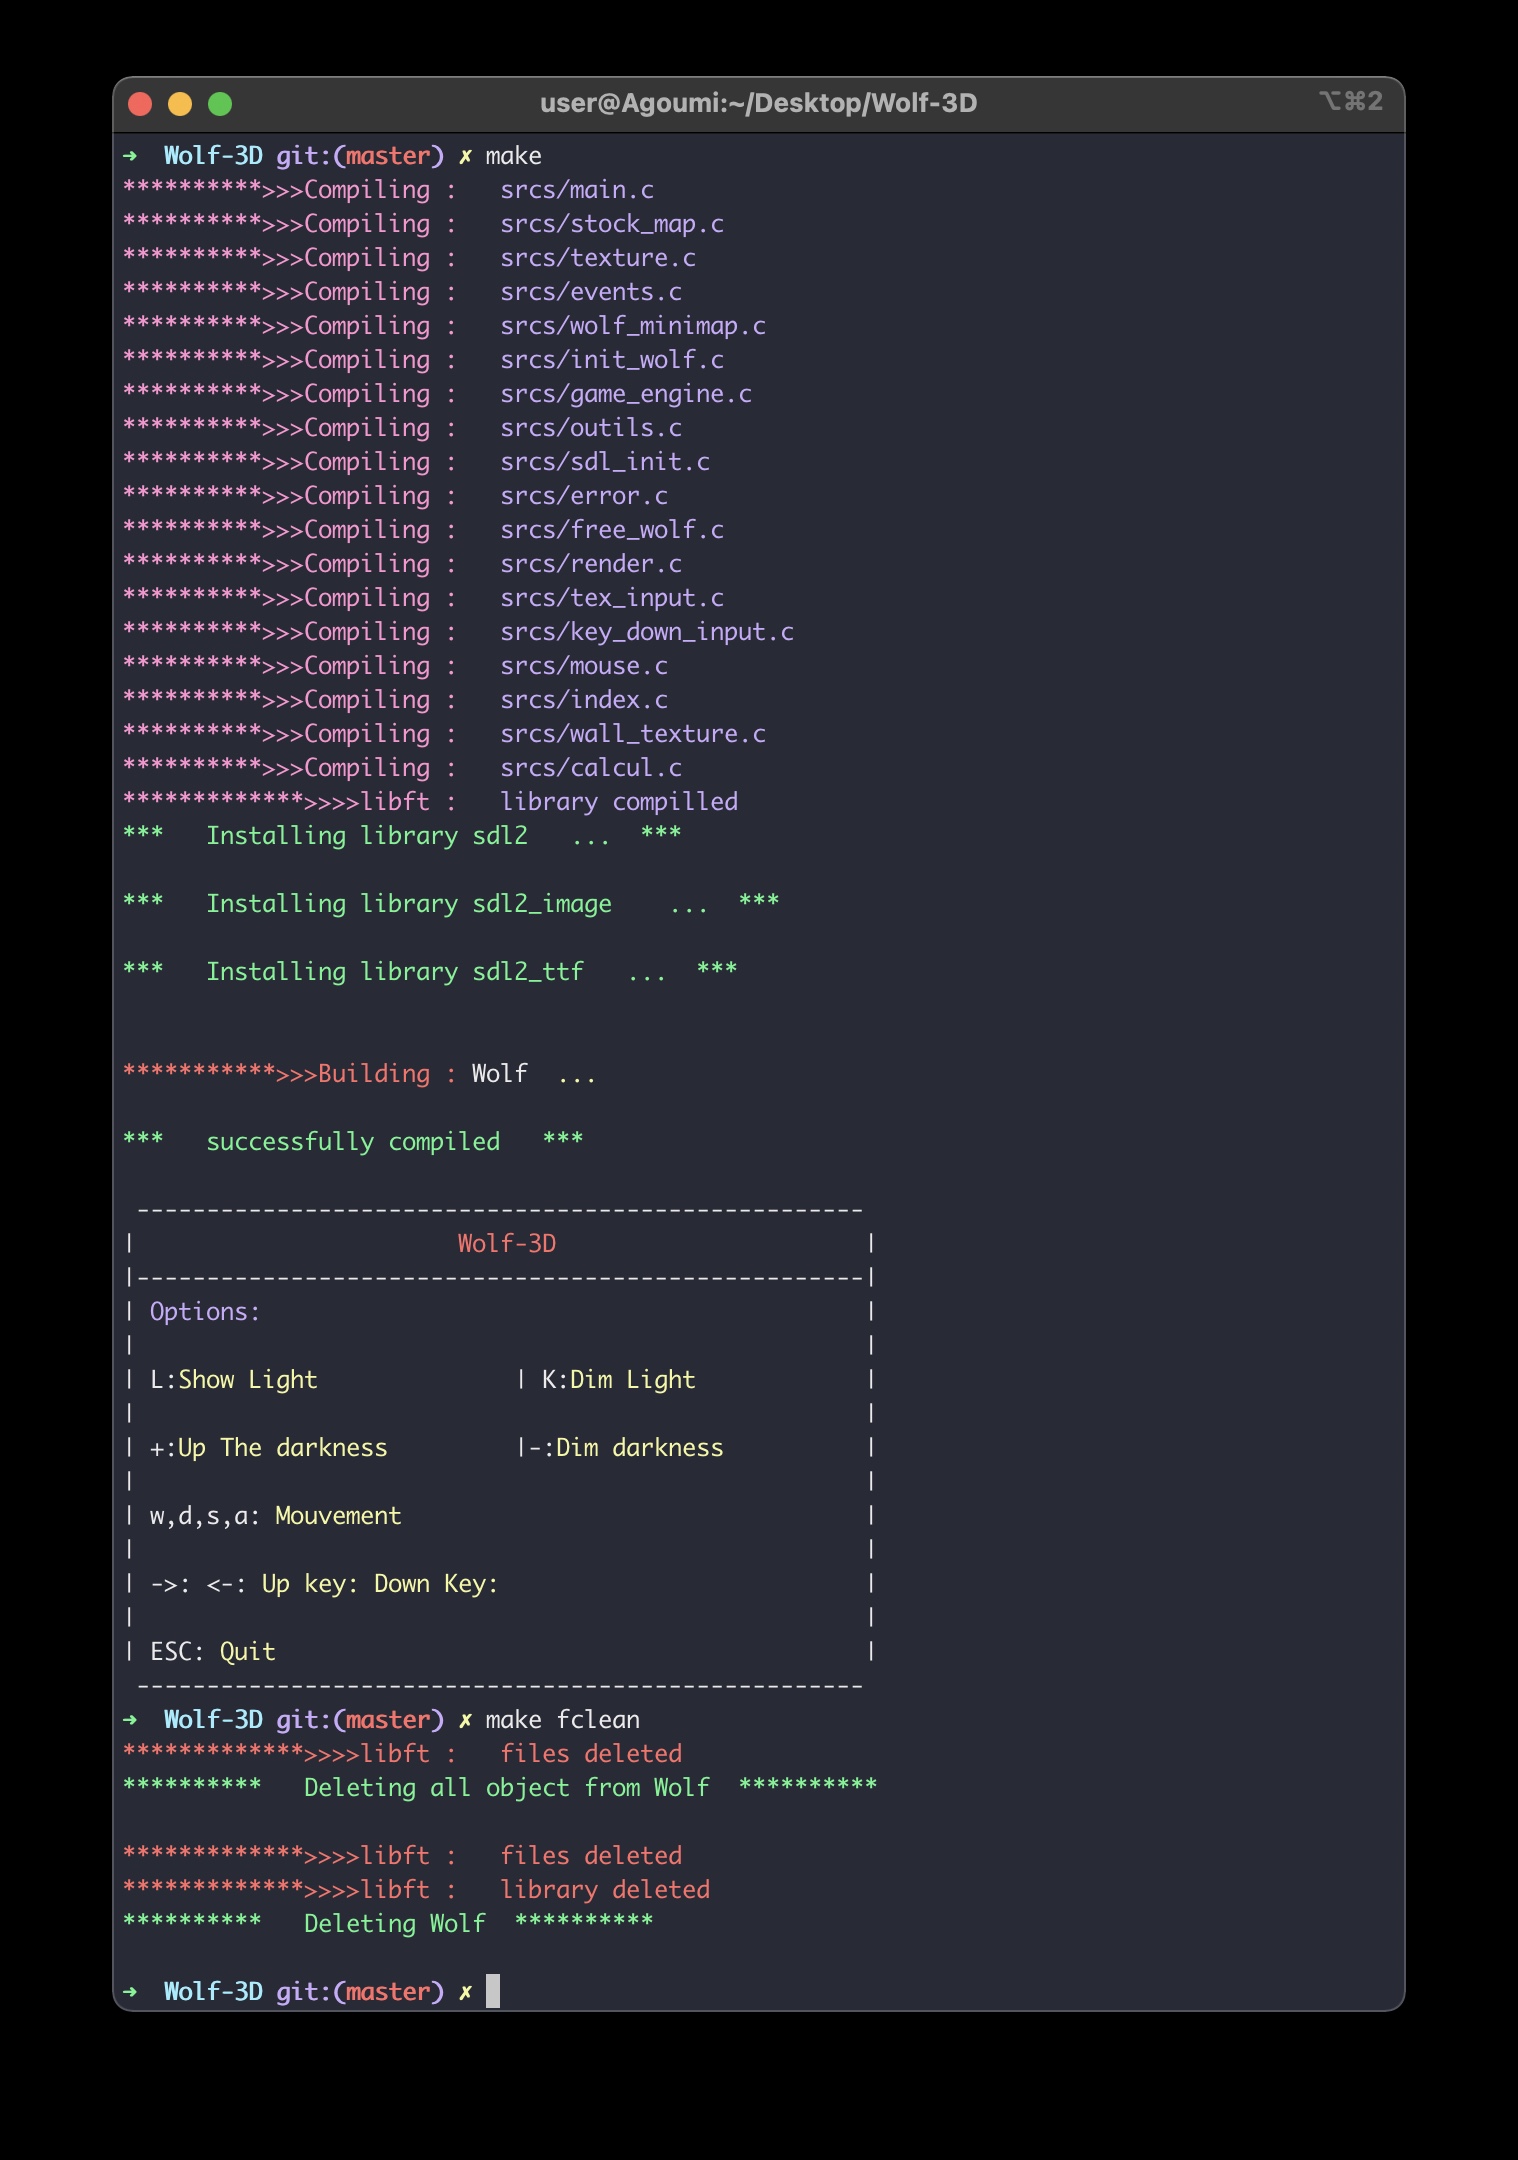 user@Agoumi:~/Desktop/Wolf-3D ⌥⌘2
➜  Wolf-3D git:(master) ✗ make
**********>>>Compiling :   srcs/main.c
**********>>>Compiling :   srcs/stock_map.c
**********>>>Compiling :   srcs/texture.c
**********>>>Compiling :   srcs/events.c
**********>>>Compiling :   srcs/wolf_minimap.c
**********>>>Compiling :   srcs/init_wolf.c
**********>>>Compiling :   srcs/game_engine.c
**********>>>Compiling :   srcs/outils.c
**********>>>Compiling :   srcs/sdl_init.c
**********>>>Compiling :   srcs/error.c
**********>>>Compiling :   srcs/free_wolf.c
**********>>>Compiling :   srcs/render.c
**********>>>Compiling :   srcs/tex_input.c
**********>>>Compiling :   srcs/key_down_input.c
**********>>>Compiling :   srcs/mouse.c
**********>>>Compiling :   srcs/index.c
**********>>>Compiling :   srcs/wall_texture.c
**********>>>Compiling :   srcs/calcul.c
*************>>>>libft :   library compilled
***   Installing library sdl2   ...  ***
***   Installing library sdl2_image    ...  ***
***   Installing library sdl2_ttf   ...  ***
***********>>>Building : Wolf  ...
***   successfully compiled   ***
 ----------------------------------------------------
|                       Wolf-3D                      |
|----------------------------------------------------|
| Options:                                           |
|                                                    |
| L:Show Light              | K:Dim Light            |
|                                                    |
| +:Up The darkness         |-:Dim darkness          |
|                                                    |
| w,d,s,a: Mouvement                                 |
|                                                    |
| ->: <-: Up key: Down Key:                          |
|                                                    |
| ESC: Quit                                          |
 ----------------------------------------------------
➜  Wolf-3D git:(master) ✗ make fclean
*************>>>>libft :   files deleted
**********   Deleting all object from Wolf  **********
*************>>>>libft :   files deleted
*************>>>>libft :   library deleted
**********   Deleting Wolf  **********
➜  Wolf-3D git:(master) ✗